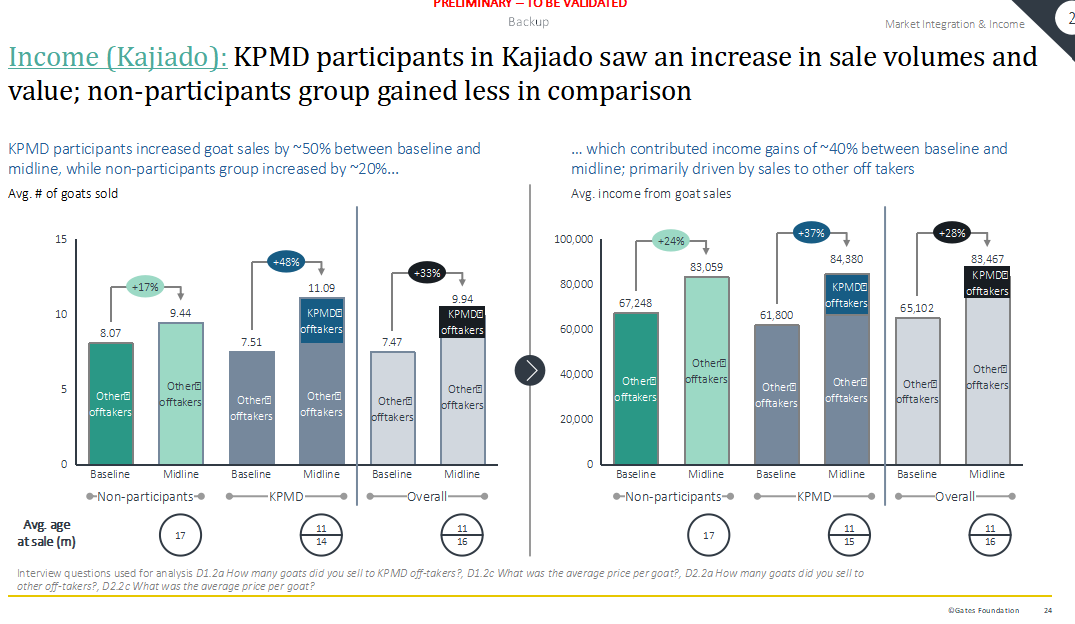 PRELIMINARY – TO BE VALIDATED
Backup
Market Integration & Income
2
Income (Kajiado): KPMD participants in Kajiado saw an increase in sale volumes and
value; non-participants group gained less in comparison
KPMD participants increased goat sales by ~50% between baseline and
midline, while non-participants group increased by ~20%...
Avg. # of goats sold
15
10
5
0
+17%
+48%
+33%
8.07
9.44
7.51
11.09
7.47
9.94
Other
offtakers
Other
offtakers
Other
offtakers
KPMD
offtakers
Other
offtakers
Other
offtakers
KPMD
offtakers
Other
offtakers
Baseline
Midline
Baseline
Midline
Baseline
Midline
Non-participants
KPMD
Overall
... which contributed income gains of ~40% between baseline and
midline; primarily driven by sales to other off takers
Avg. income from goat sales
100,000
80,000
60,000
40,000
20,000
0
+24%
+37%
+28%
67,248
83,059
61,800
84,380
65,102
83,467
Other
offtakers
Other
offtakers
Other
offtakers
KPMD
offtakers
Other
offtakers
Other
offtakers
KPMD
offtakers
Other
offtakers
Baseline
Midline
Baseline
Midline
Baseline
Midline
Non-participants
KPMD
Overall
Avg. age
at sale (m)
17
11
14
11
16
17
11
15
11
16
Interview questions used for analysis D1.2a How many goats did you sell to KPMD off-takers?, D1.2c What was the average price per goat?, D2.2a How many goats did you sell to
other off-takers?, D2.2c What was the average price per goat?
©Gates Foundation
24